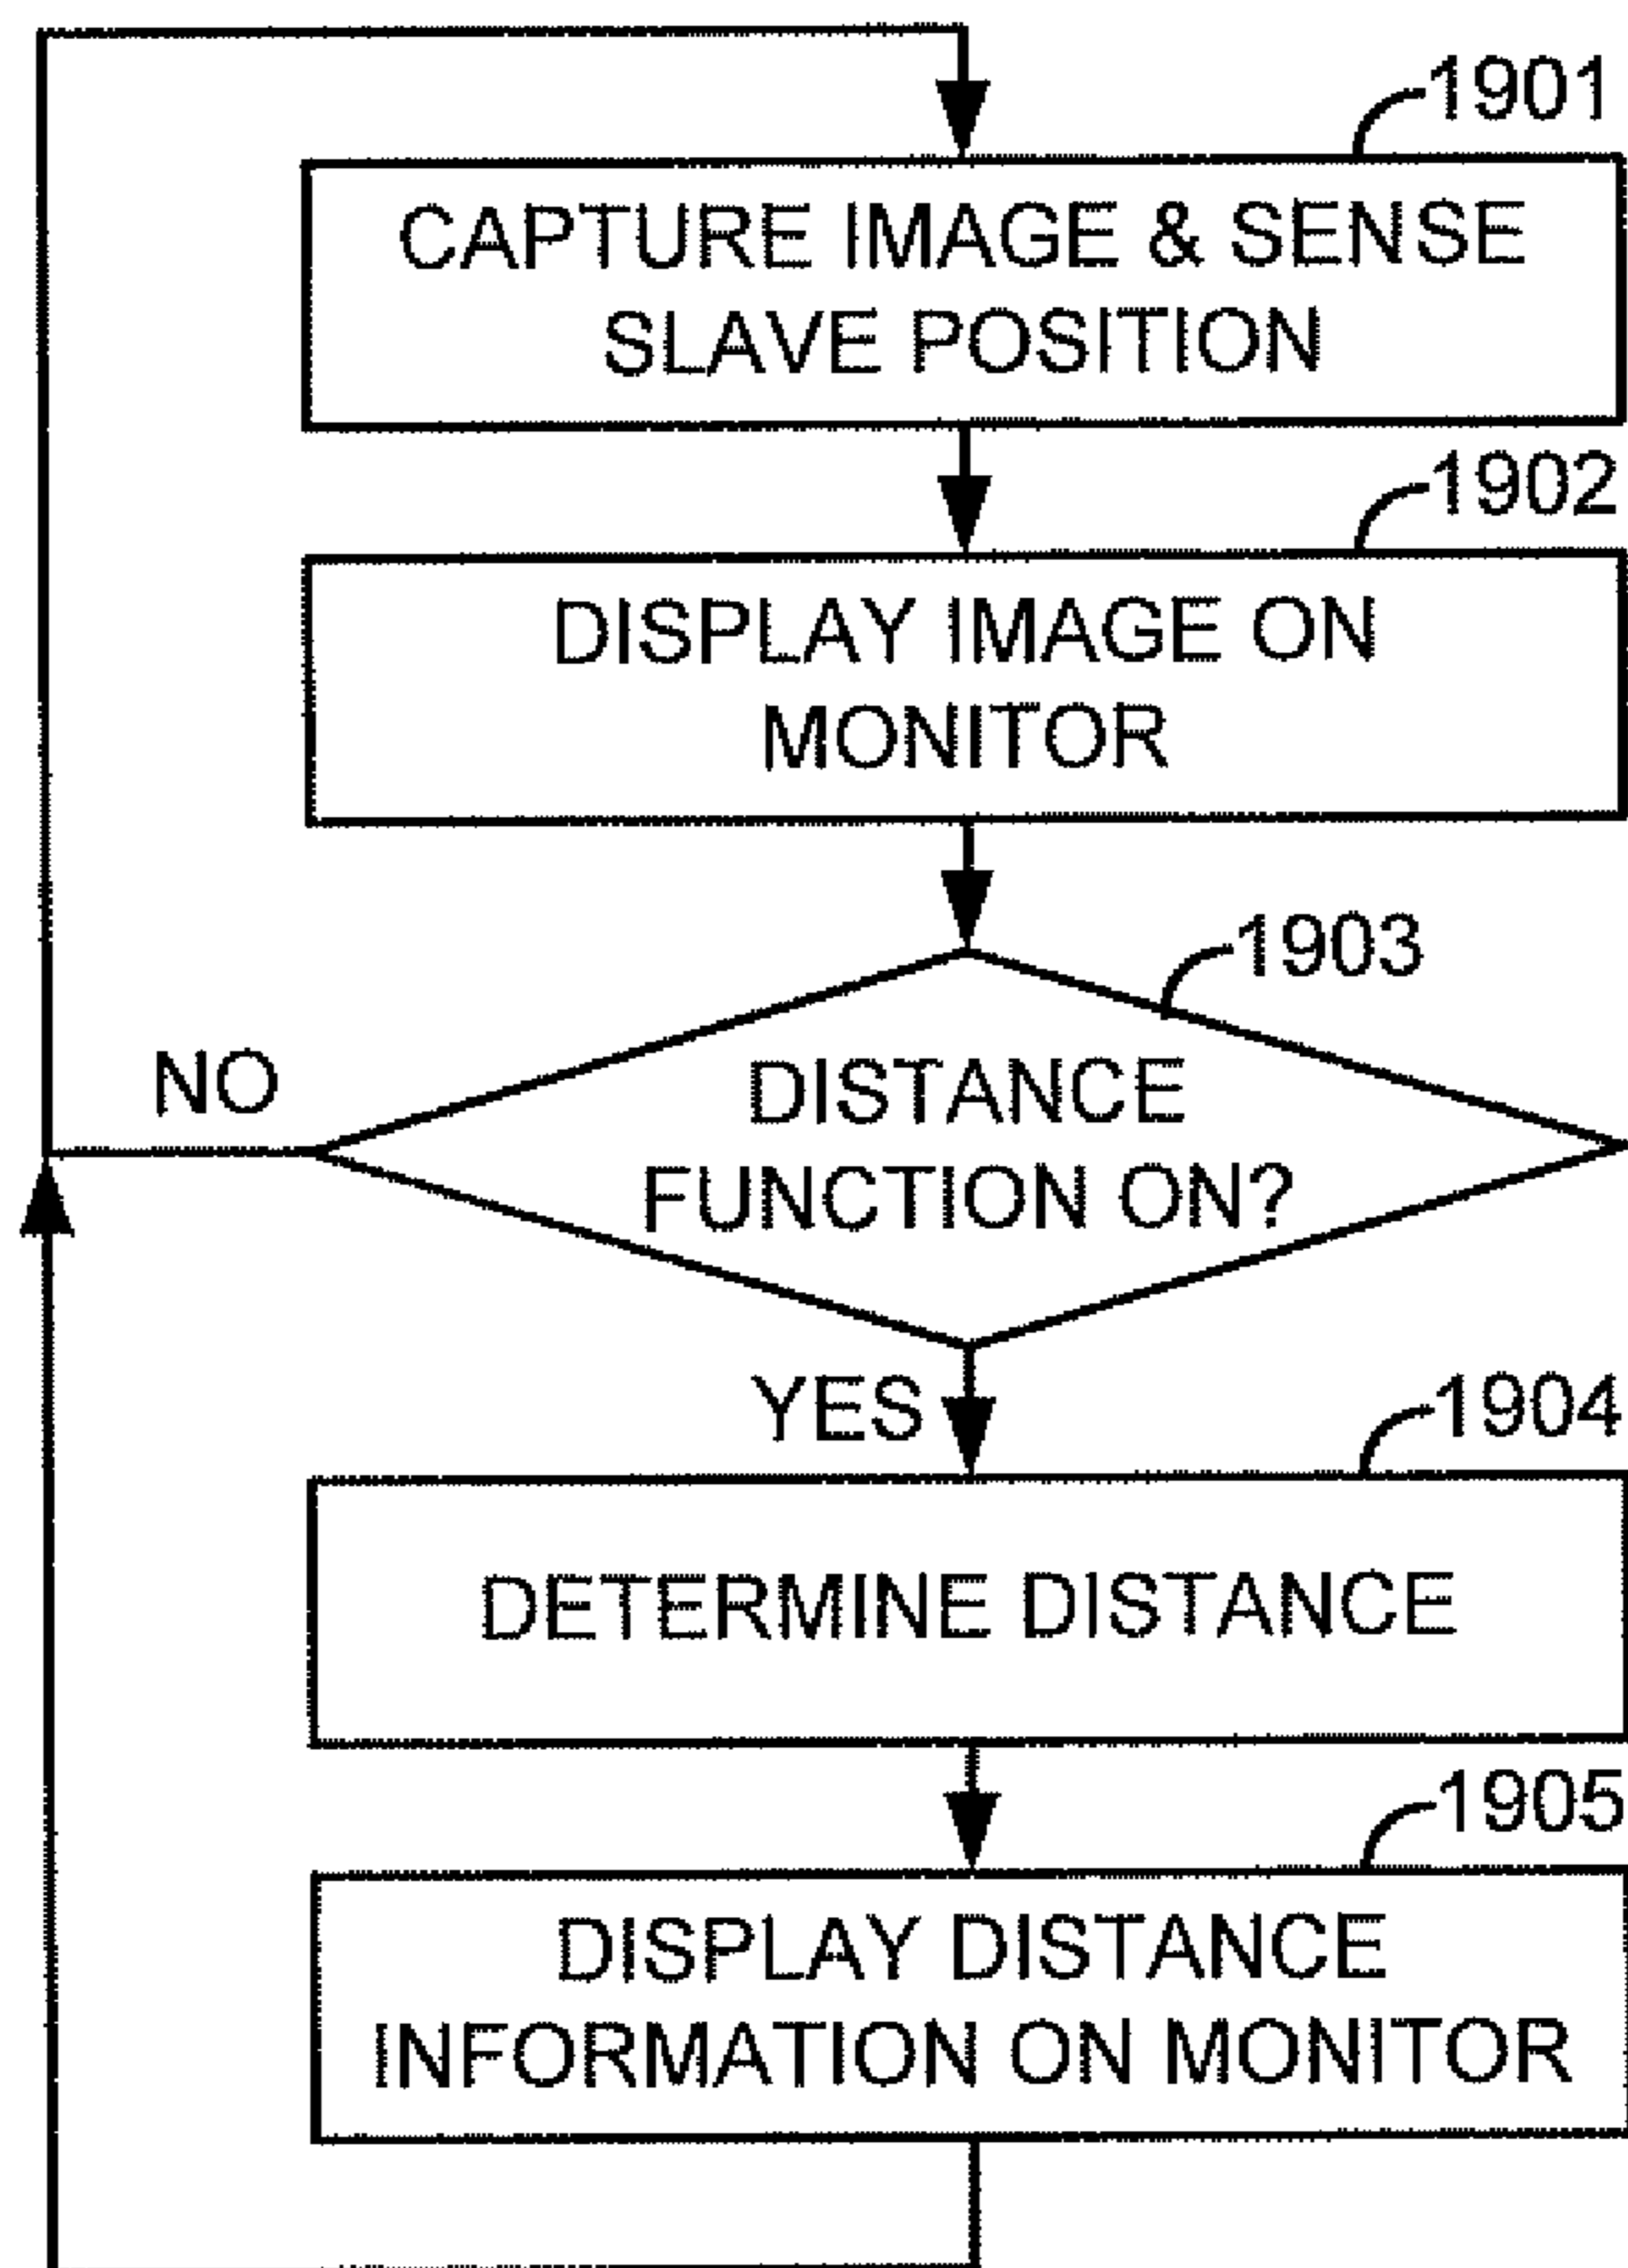 1901
CAPTURE IMAGE & SENSE
SLAVE POSITION
1902
DISPLAY IMAGE ON
MONITOR
1903
DISTANCE
FUNCTION ON?
NO
YES
1904
DETERMINE DISTANCE
1905
DISPLAY DISTANCE
INFORMATION ON MONITOR